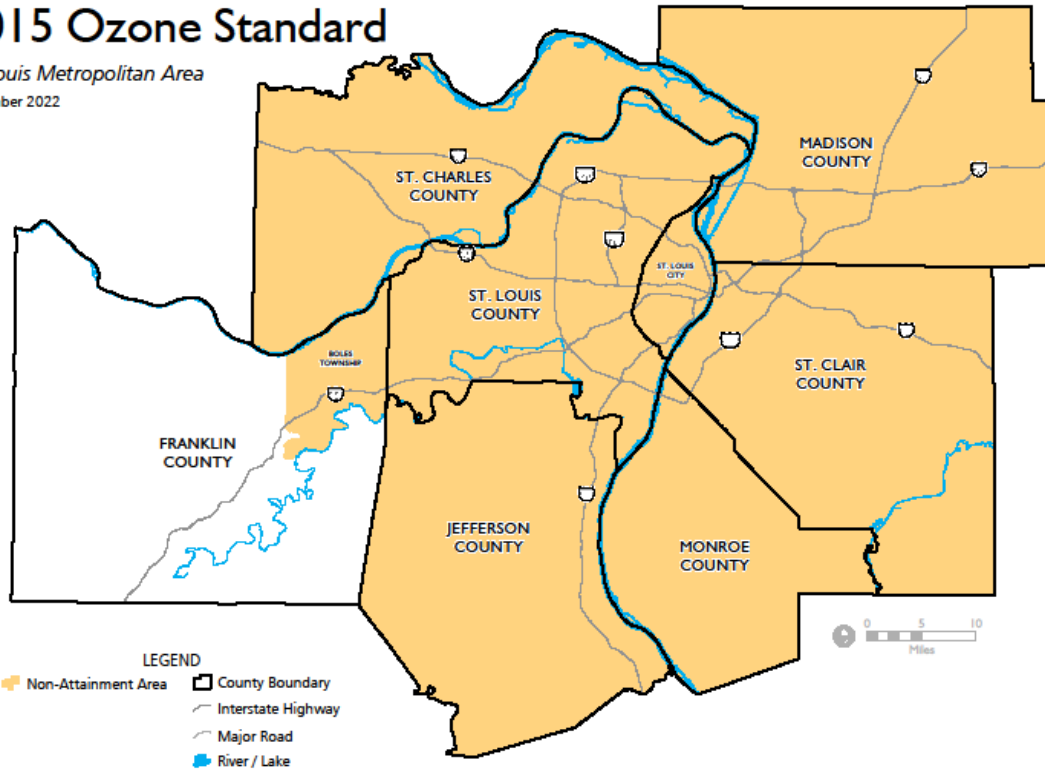 015 Ozone Standard
ouis Metropolitan Area
ber 2022
MADISON
COUNTY
ST. CHARLES
COUNTY
ST. LOUIS
CITY
ST. LOUIS
COUNTY
BOLES
TOWNSHIP
ST. CLAIR
COUNTY
FRANKLIN
COUNTY
JEFFERSON
COUNTY
MONROE
COUNTY
0 5 10
Miles
LEGEND
Non-Attainment Area
County Boundary
Interstate Highway
Major Road
River / Lake